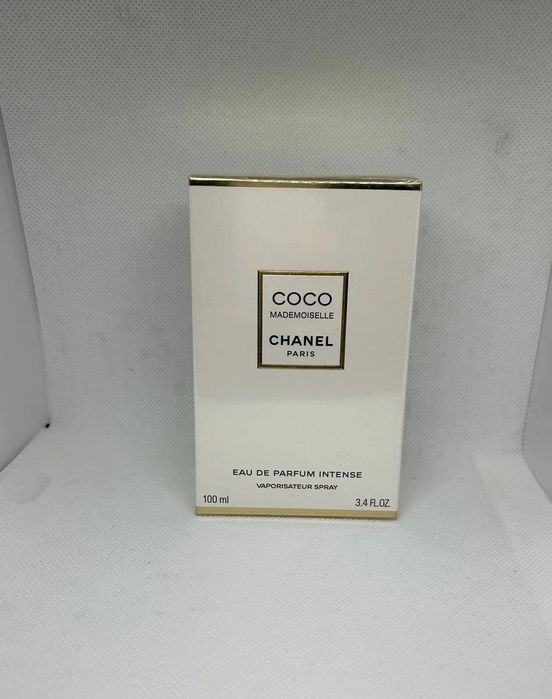 COCO
MADEMOISELLE
CHANEL
PARIS
EAU DE PARFUM INTENSE
VAPORISATEUR SPRAY
100 ml 3.4 FL.OZ.